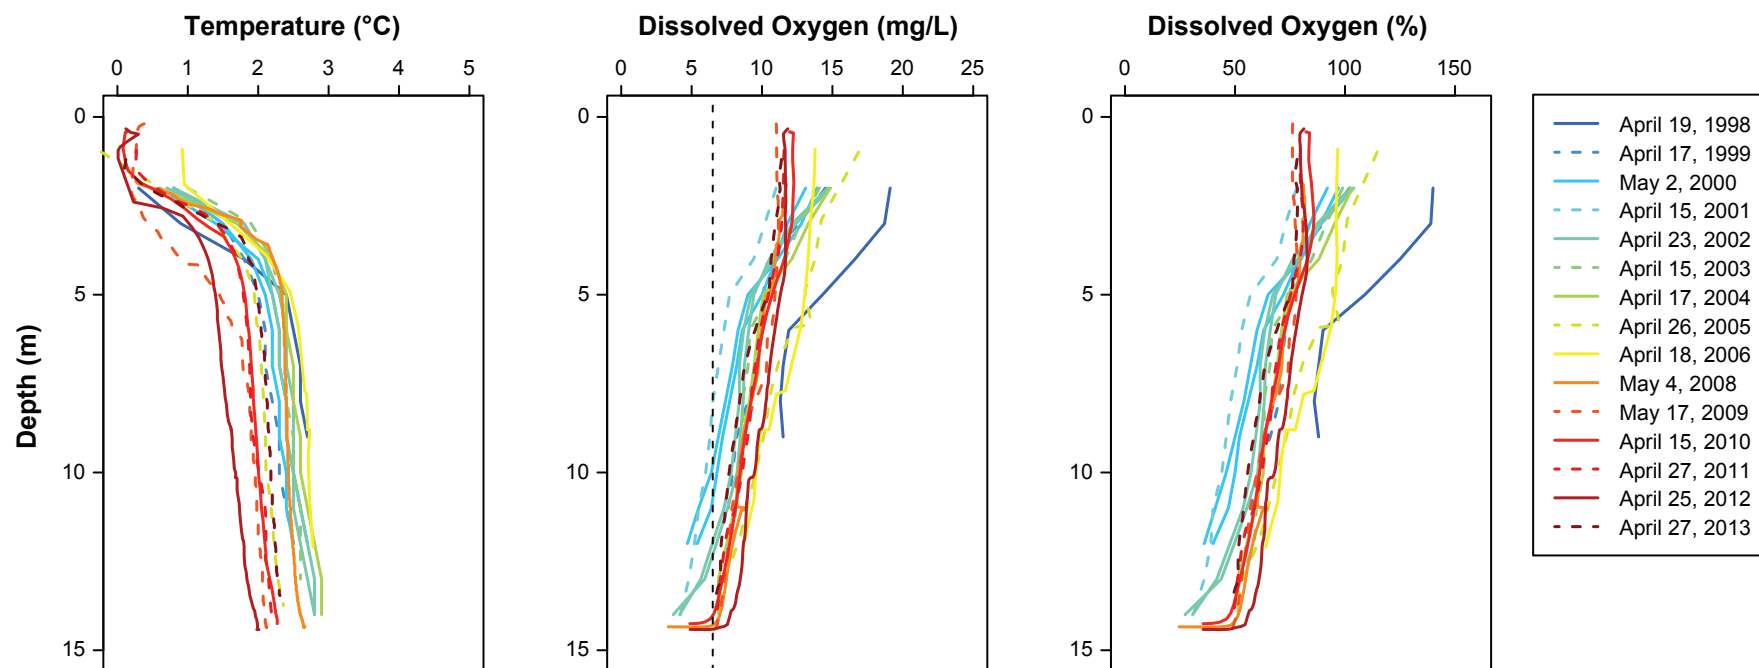 Temperature (°C)
0 1 2 3 4 5
Dissolved Oxygen (mg/L)
0 5 10 15 20 25
Dissolved Oxygen (%)
0 50 100 150
Depth (m)
0
5
10
15
0
5
10
15
0
5
10
15
April 19, 1998
April 17, 1999
May 2, 2000
April 15, 2001
April 23, 2002
April 15, 2003
April 17, 2004
April 26, 2005
April 18, 2006
May 4, 2008
May 17, 2009
April 15, 2010
April 27, 2011
April 25, 2012
April 27, 2013